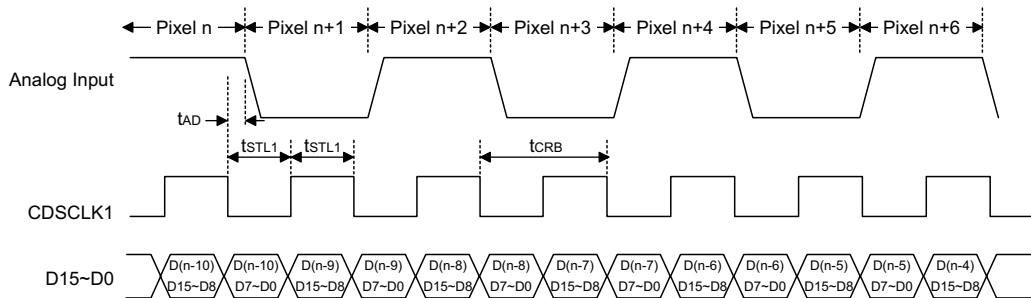 Pixel n Pixel n+1 Pixel n+2 Pixel n+3 Pixel n+4 Pixel n+5 Pixel n+6
Analog Input
tAD
tSTL1 tSTL1 tCRB
CDSCLK1
D15~D0
D(n-10) D(n-10) D(n-9) D(n-9) D(n-8) D(n-8) D(n-7) D(n-7) D(n-6) D(n-6) D(n-5) D(n-5) D(n-4)
D15~D8 D7~D0 D15~D8 D7~D0 D15~D8 D7~D0 D15~D8 D7~D0 D15~D8 D7~D0 D15~D8 D7~D0 D15~D8